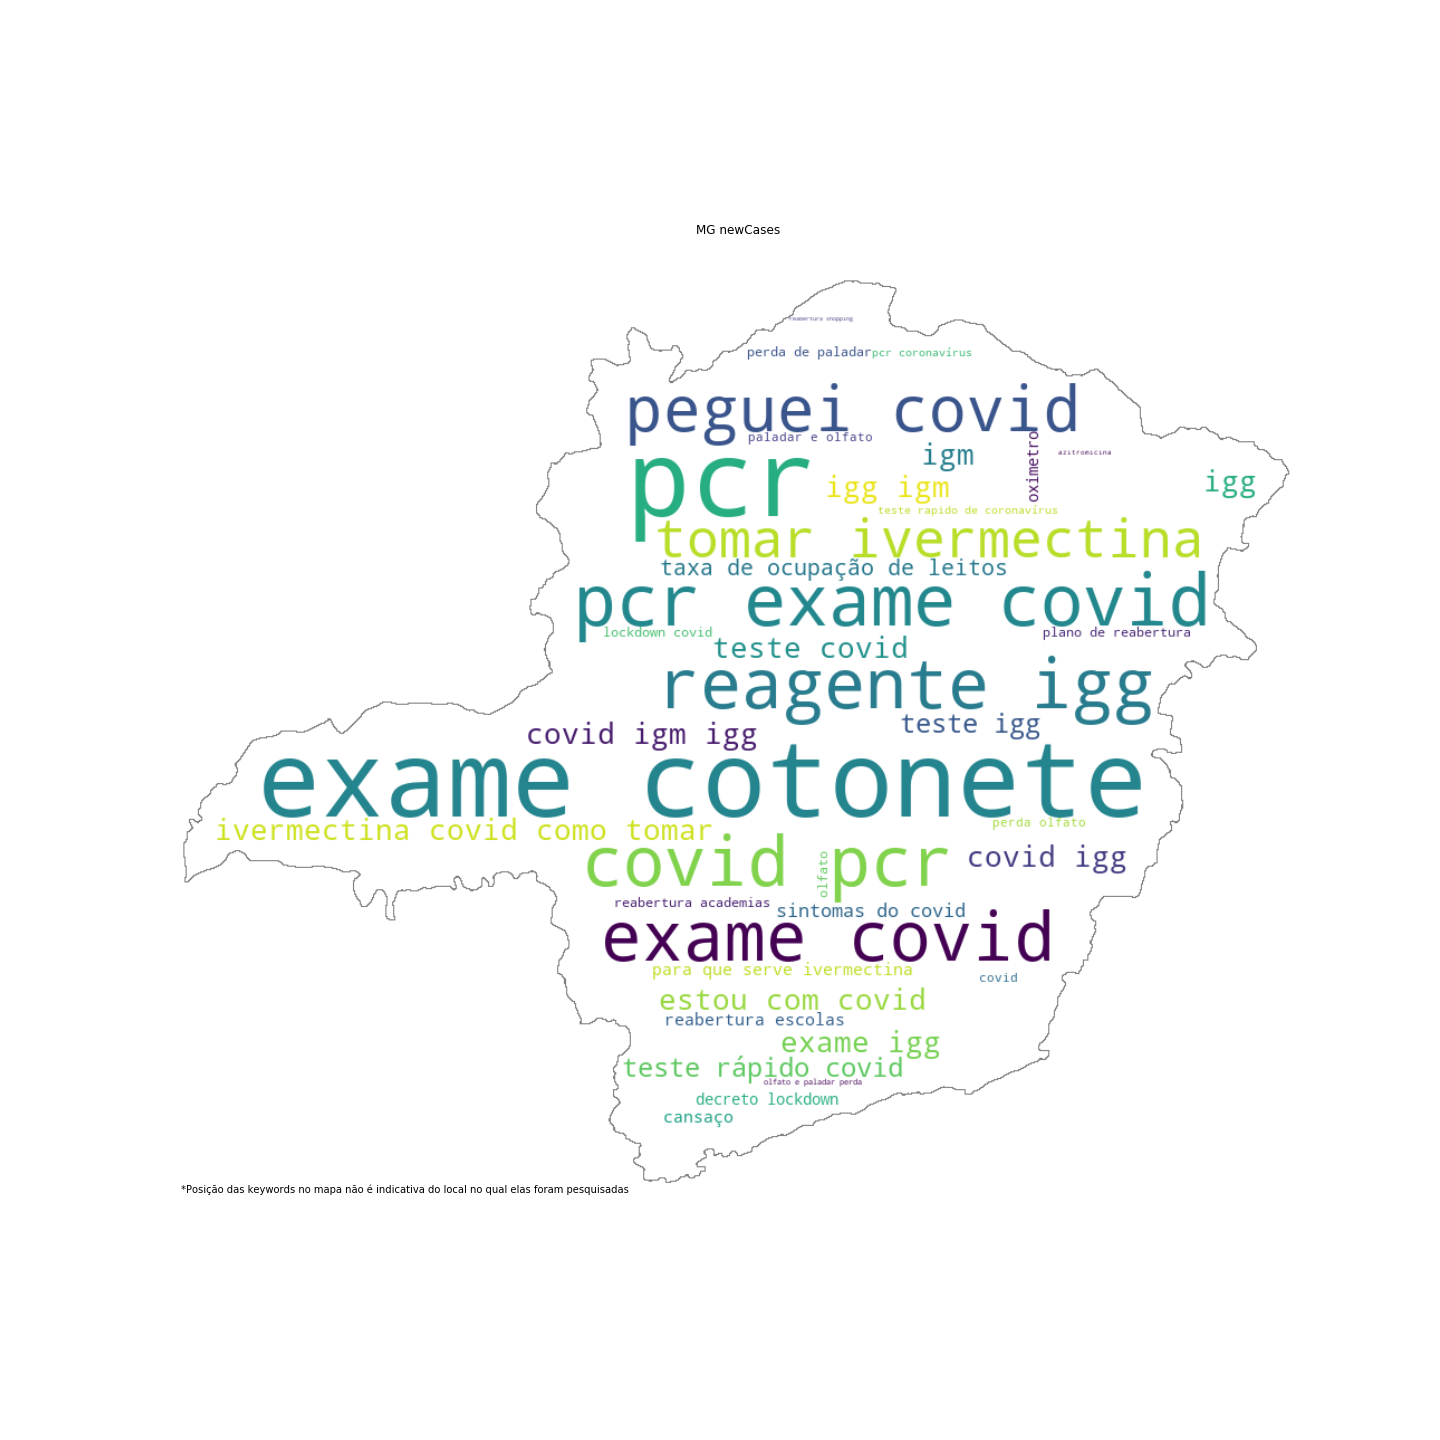 MG newCases
reabertura shopping
perda de paladar
pcr coronavírus
peguei covid
paladar e olfato
igm
oximetro
azitromicina
pcr
igg igm
igg
teste rapido de coronavírus
tomar ivermectina
taxa de ocupação de leitos
pcr exame covid
lockdown covid
plano de reabertura
teste covid
reagente igg
teste igg
covid igm igg
exame cotonete
ivermectina covid como tomar
perda olfato
covid pcr
olfato
covid igg
reabertura academias
sintomas do covid
exame covid
para que serve ivermectina
covid
estou com covid
reabertura escolas
exame igg
teste rápido covid
olfato e paladar perda
decreto lockdown
cansaço
*Posição das keywords no mapa não é indicativa do local no qual elas foram pesquisadas